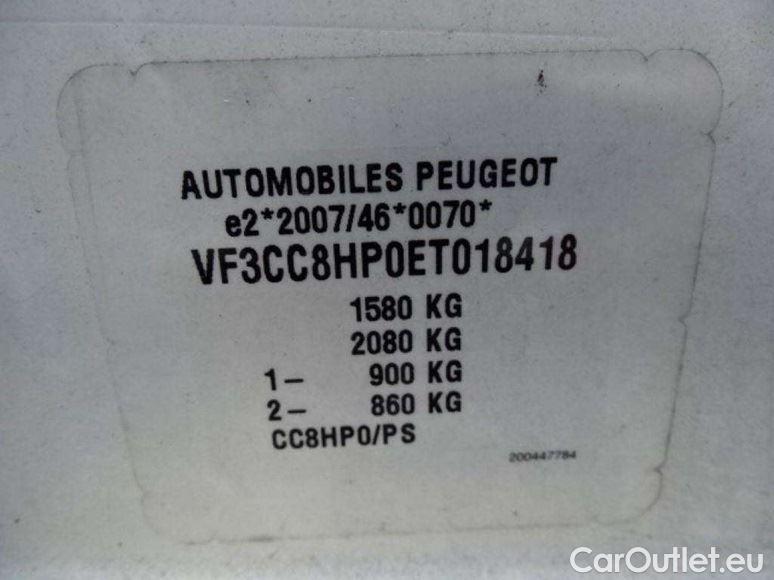 AUTOMOBILES PEUGEOT
e2*2007/46*0070*
VF3CC8HP0ET018418
1580 KG
2080 KG
1– 900 KG
2– 860 KG
CC8HP0/PS
200447784
CarOutlet.eu